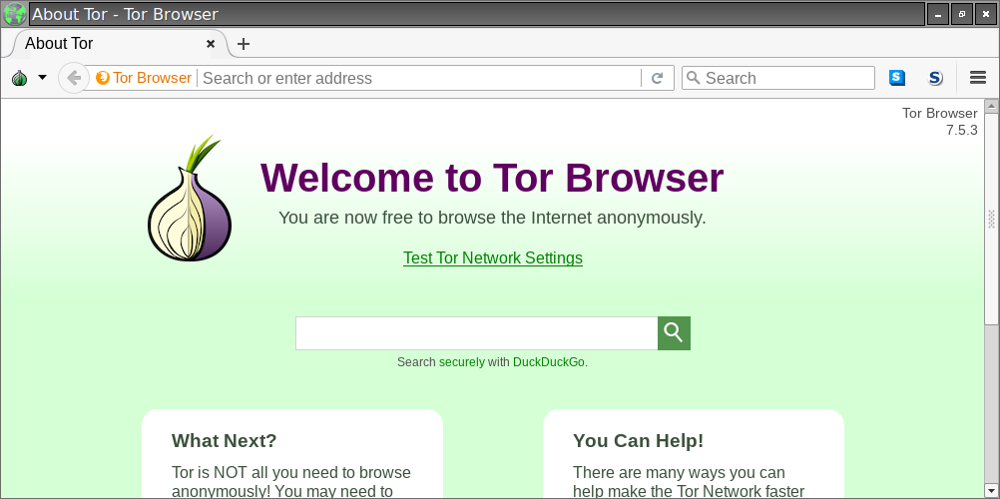 About Tor - Tor Browser
About Tor
Tor Browser
Search or enter address
Search
Tor Browser
7.5.3
Welcome to Tor Browser
You are now free to browse the Internet anonymously.
Test Tor Network Settings
Search securely with DuckDuckGo.
What Next?
Tor is NOT all you need to browse
anonymously! You may need to
You Can Help!
There are many ways you can
help make the Tor Network faster